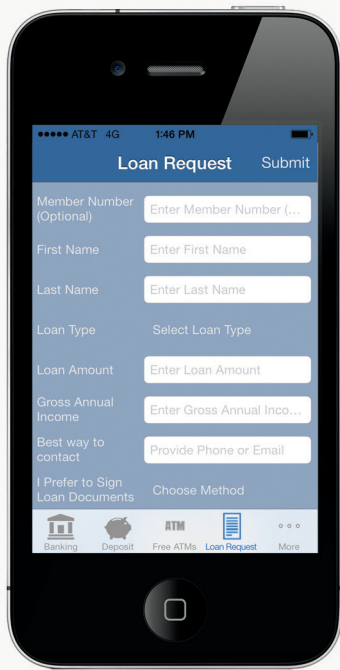 AT&T 4G 1:46 PM
Loan Request Submit
Member Number
(Optional)
Enter Member Number (...
First Name
Enter First Name
Last Name
Enter Last Name
Loan Type
Select Loan Type
Loan Amount
Enter Loan Amount
Gross Annual
Income
Enter Gross Annual Inco...
Best way to
contact
Provide Phone or Email
I Prefer to Sign
Loan Documents
Choose Method
ATM
Banking Deposit Free ATMs Loan Request More